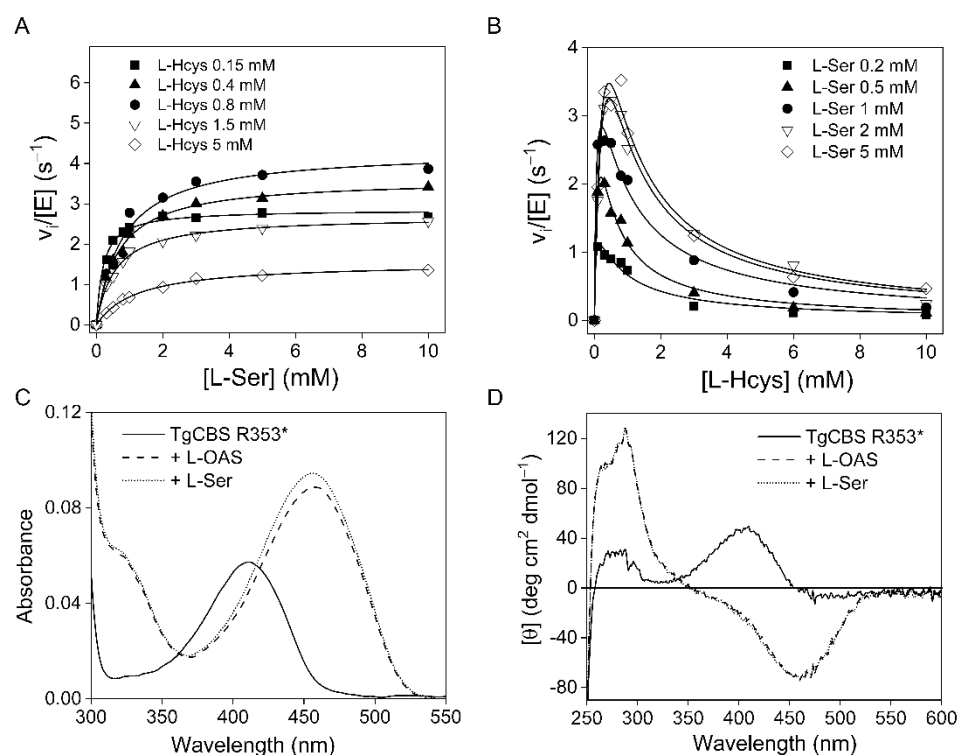 A
vᵢ/[E] (s⁻¹)
6
5
4
3
2
1
0
L-Hcys 0.15 mM
L-Hcys 0.4 mM
L-Hcys 0.8 mM
L-Hcys 1.5 mM
L-Hcys 5 mM
0 2 4 6 8 10
[L-Ser] (mM)
B
vᵢ/[E] (s⁻¹)
4
3
2
1
0
L-Ser 0.2 mM
L-Ser 0.5 mM
L-Ser 1 mM
L-Ser 2 mM
L-Ser 5 mM
0 2 4 6 8 10
[L-Hcys] (mM)
C
Absorbance
0.12
0.08
0.04
0.00
TgCBS R353*
+ L-OAS
+ L-Ser
300 350 400 450 500 550
Wavelength (nm)
D
[θ] (deg cm² dmol⁻¹)
120
80
40
0
-40
-80
TgCBS R353*
+ L-OAS
+ L-Ser
250 300 350 400 450 500 550 600
Wavelength (nm)